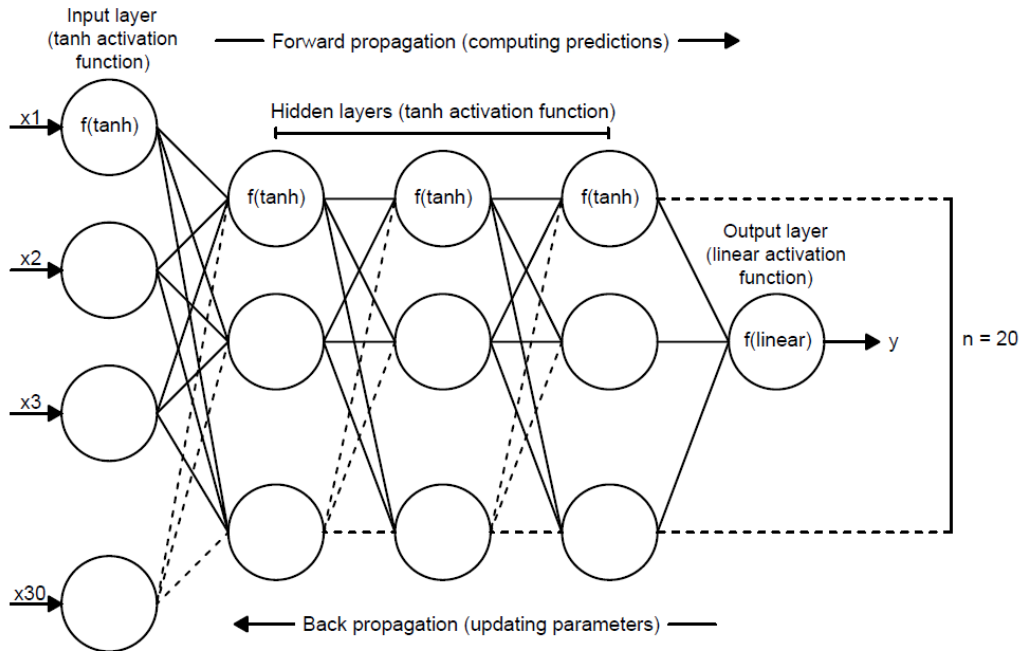 Input layer
(tanh activation
function)
Forward propagation (computing predictions)
x1
f(tanh)
Hidden layers (tanh activation function)
f(tanh)
f(tanh)
f(tanh)
x2
Output layer
(linear activation
function)
f(linear)
y
n = 20
x3
x30
Back propagation (updating parameters)